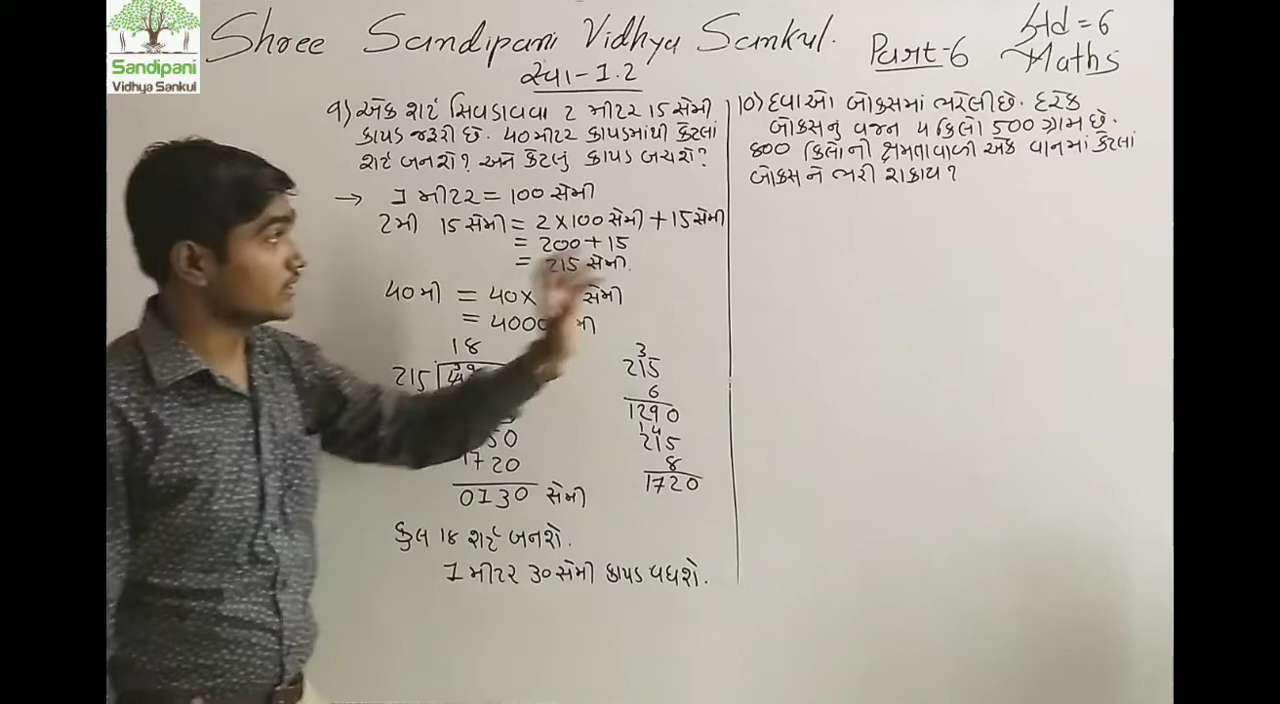 Sandipani
Vidhya Sankul
Shree Sandipani Vidhya Sankul.
Part-6
ધોરણ = 6
Maths
સ્વા-1.2
9) એક શર્ટ સિવડાવવા 2 મીટર 15 સેમી
કાપડ જરૂરી છે. 40 મીટર કાપડમાંથી કેટલાં
શર્ટ બનશે? અને કેટલું કાપડ બચશે?
→ 1 મીટર = 100 સેમી
2મી 15 સેમી = 2 X 100 સેમી + 15 સેમી
= 200 + 15
= 215 સેમી.
40 મી = 40 X સેમી
= 4000
18
215
50
1720
0130 સેમી
3
215
6
1290
14
215
8
1720
કુલ 18 શર્ટ બનશે.
1 મીટર 30 સેમી કાપડ વધશે.
10) દવાઓ બોક્સમાં ભરેલી છે. દરેક
બોક્સનું વજન 4 કિલો 500 ગ્રામ છે.
800 કિલોની ક્ષમતાવાળી એક વાનમાં કેટલાં
બોક્સ ને ભરી શકાય?